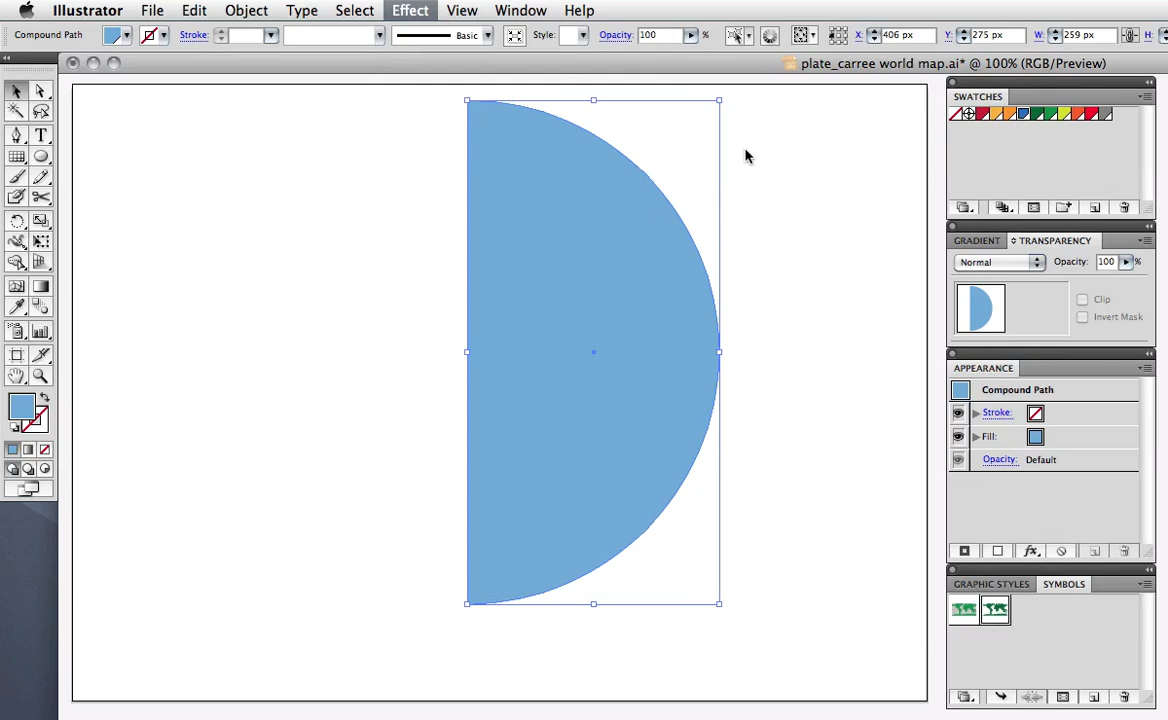 Illustrator File Edit Object Type Select Effect View Window Help
Compound Path Stroke: Basic Style: Opacity: 100 % X: 406 px Y: 275 px W: 259 px H:
plate_carree world map.ai* @ 100% (RGB/Preview)
SWATCHES
GRADIENT TRANSPARENCY
Normal Opacity: 100 %
Clip
Invert Mask
APPEARANCE
Compound Path
Stroke:
Fill:
Opacity: Default
fx
GRAPHIC STYLES SYMBOLS